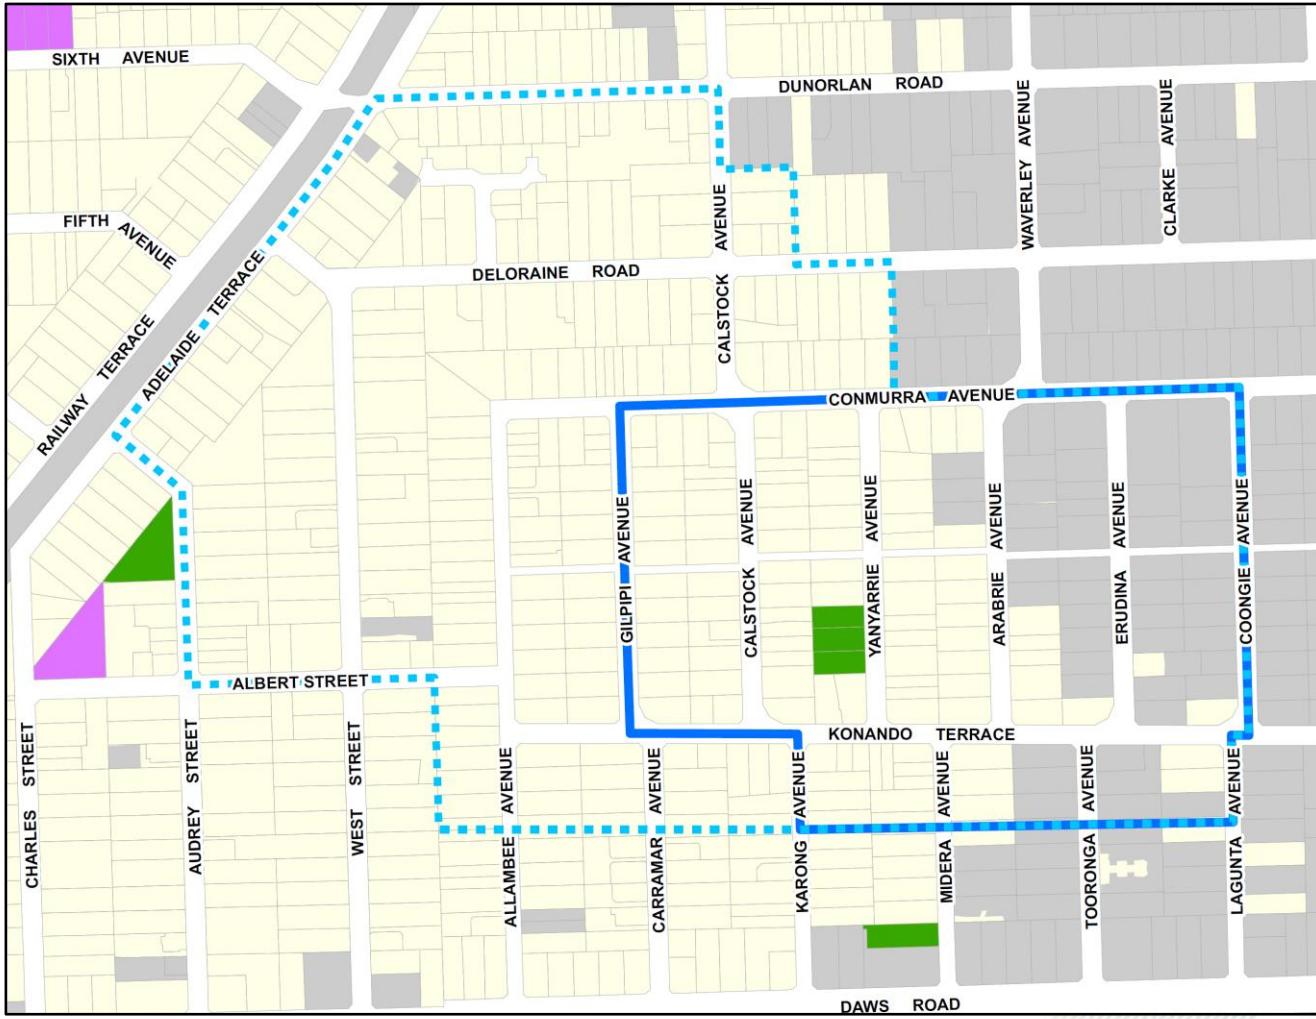 SIXTH AVENUE
DUNORLAN ROAD
WAVERLEY AVENUE
CLARKE AVENUE
FIFTH AVENUE
CALSTOCK AVENUE
DELORAINE ROAD
RAILWAY TERRACE
ADELAIDE TERRACE
CONMURRA AVENUE
GILPIPI AVENUE
CALSTOCK AVENUE
YANYARRIE AVENUE
ARABRIE AVENUE
ERUDINA AVENUE
COONGIE AVENUE
ALBERT STREET
KONANDO TERRACE
CHARLES STREET
AUDREY STREET
WEST STREET
ALLAMBEE AVENUE
CARRAMAR AVENUE
KARONG AVENUE
MIDERA AVENUE
TOORONGA AVENUE
LAGUNTA AVENUE
DAWS ROAD